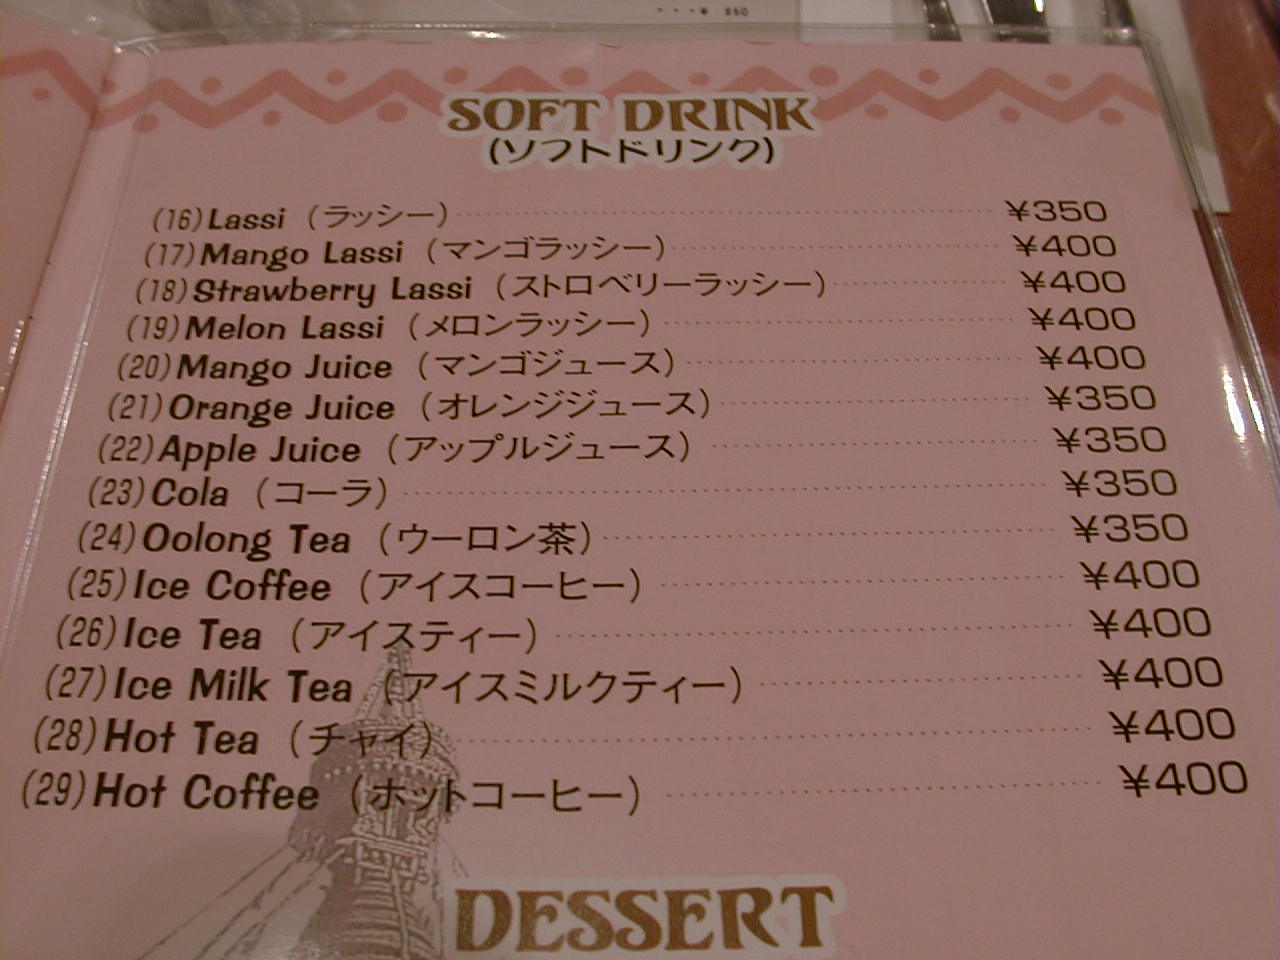 ¥ 850
SOFT DRINK
(ソフトドリンク)
(16) Lassi (ラッシー) ¥350
(17) Mango Lassi (マンゴラッシー) ¥400
(18) Strawberry Lassi (ストロベリーラッシー) ¥400
(19) Melon Lassi (メロンラッシー) ¥400
(20) Mango Juice (マンゴジュース) ¥400
(21) Orange Juice (オレンジジュース) ¥350
(22) Apple Juice (アップルジュース) ¥350
(23) Cola (コーラ) ¥350
(24) Oolong Tea (ウーロン茶) ¥350
(25) Ice Coffee (アイスコーヒー) ¥400
(26) Ice Tea (アイスティー) ¥400
(27) Ice Milk Tea (アイスミルクティー) ¥400
(28) Hot Tea (チャイ) ¥400
(29) Hot Coffee (ホットコーヒー) ¥400
DESSERT